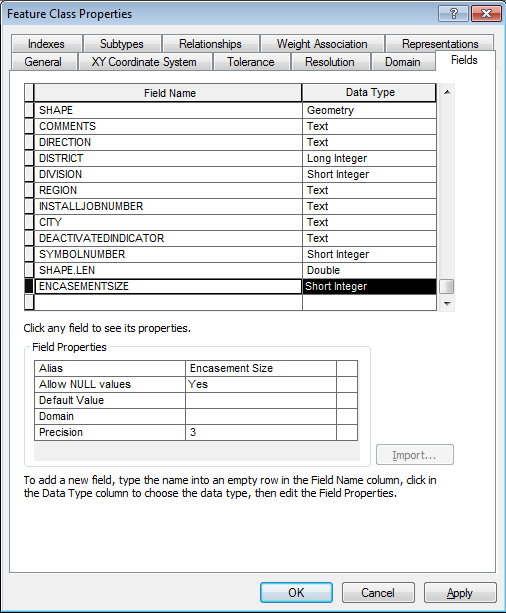 Feature Class Properties
Indexes Subtypes Relationships Weight Association Representations
General XY Coordinate System Tolerance Resolution Domain Fields
Field Name Data Type
SHAPE Geometry
COMMENTS Text
DIRECTION Text
DISTRICT Long Integer
DIVISION Short Integer
REGION Text
INSTALLJOBNUMBER Text
CITY Text
DEACTIVATEDINDICATOR Text
SYMBOLNUMBER Short Integer
SHAPE.LEN Double
ENCASEMENTSIZE Short Integer
Click any field to see its properties.
Field Properties
Alias Encasement Size
Allow NULL values Yes
Default Value
Domain
Precision 3
Import...
To add a new field, type the name into an empty row in the Field Name column, click in
the Data Type column to choose the data type, then edit the Field Properties.
OK Cancel Apply